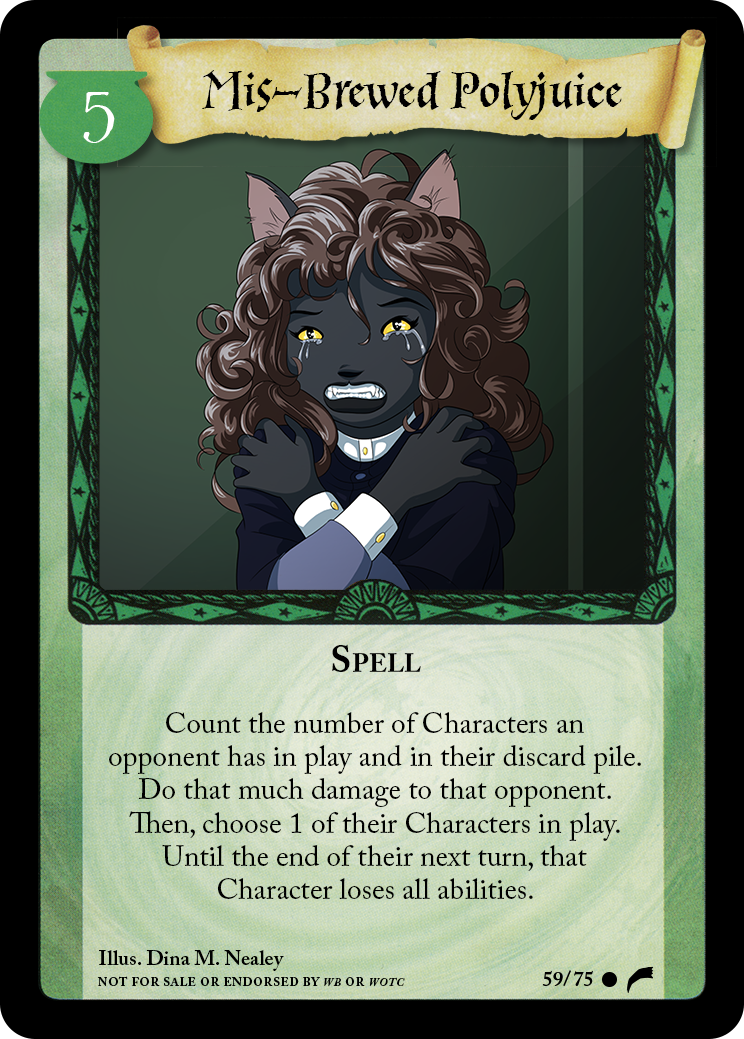 5
Mis-Brewed Polyjuice
Spell
Count the number of Characters an
opponent has in play and in their discard pile.
Do that much damage to that opponent.
Then, choose 1 of their Characters in play.
Until the end of their next turn, that
Character loses all abilities.
Illus. Dina M. Nealey
NOT FOR SALE OR ENDORSED BY WB OR WOTC
59/75